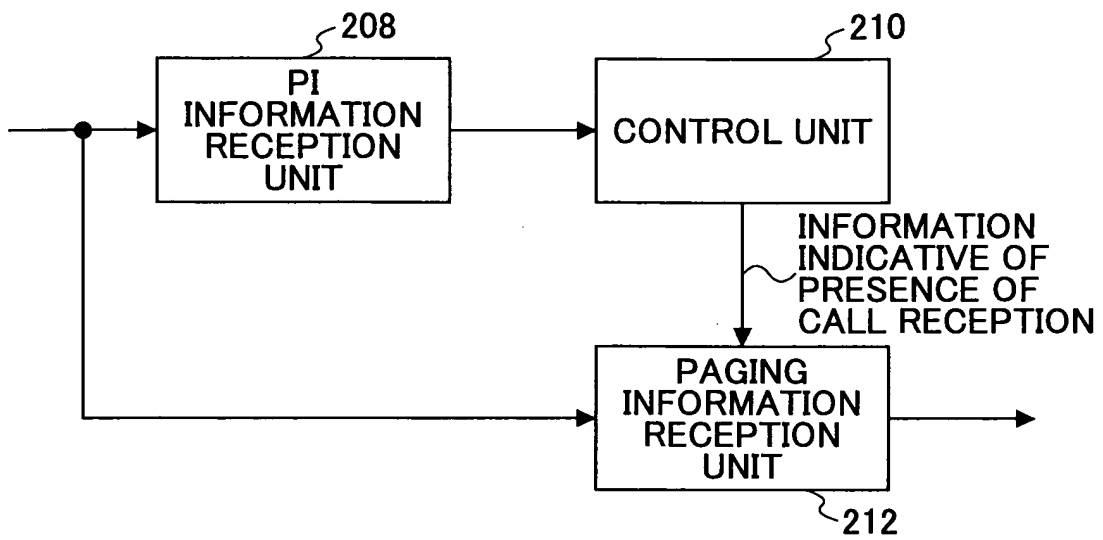 208
210
PI
INFORMATION
RECEPTION
UNIT
CONTROL UNIT
INFORMATION
INDICATIVE OF
PRESENCE OF
CALL RECEPTION
PAGING
INFORMATION
RECEPTION
UNIT
212